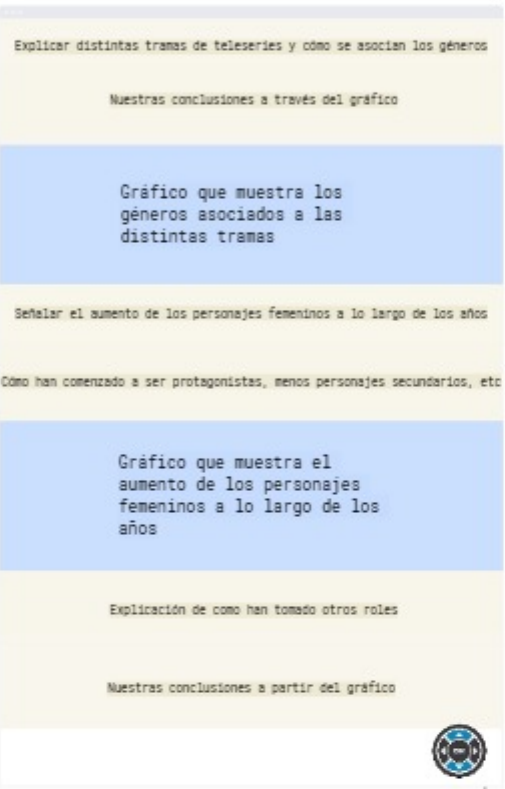 Explicar distintas tramas de teleseries y cómo se asocian los géneros
Nuestras conclusiones a través del gráfico
Gráfico que muestra los
géneros asociados a las
distintas tramas
Señalar el aumento de los personajes femeninos a lo largo de los años
Cómo han comenzado a ser protagonistas, menos personajes secundarios, etc
Gráfico que muestra el
aumento de los personajes
femeninos a lo largo de los
años
Explicación de como han tomado otros roles
Nuestras conclusiones a partir del gráfico